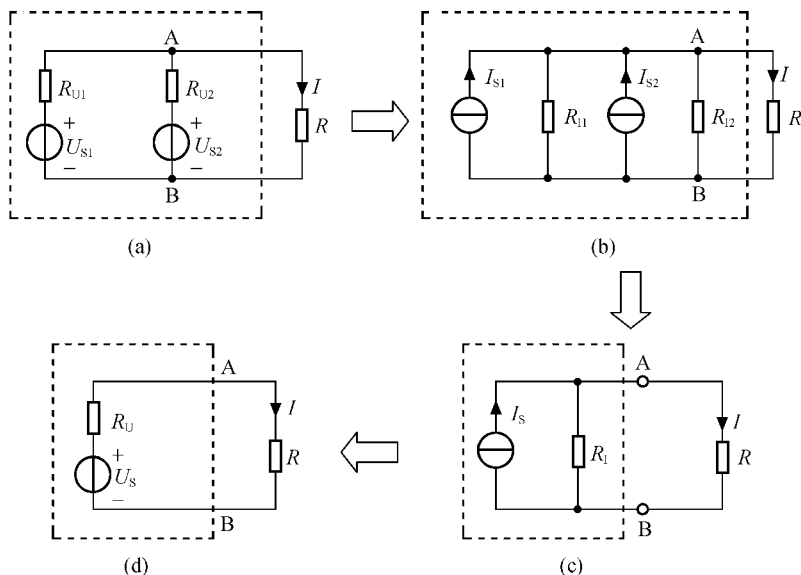 A
R_U1 R_U2 I
+ + R
U_S1 U_S2
− −
B
(a)
A
I_S1 I_S2 I
R_I1 R_I2 R
B
(b)
A
R_U I
+ R
U_S
− B
(d)
A
I_S I
R_I R
B
(c)